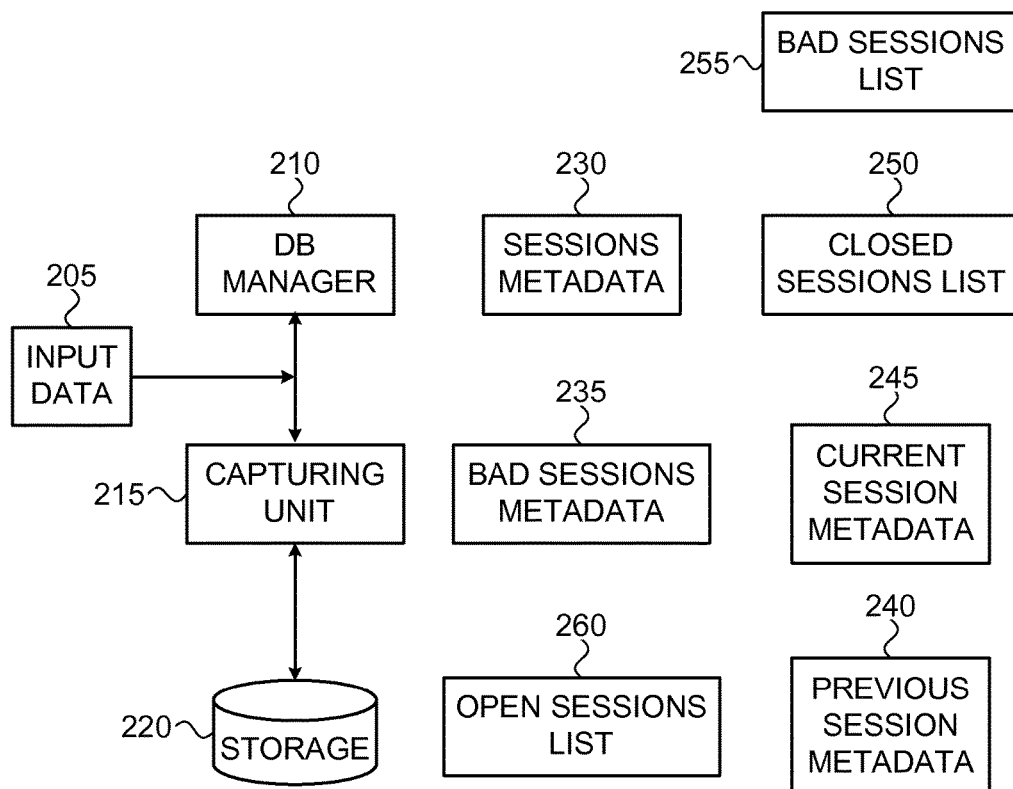 255
BAD SESSIONS
LIST
210
DB
MANAGER
230
SESSIONS
METADATA
250
CLOSED
SESSIONS LIST
205
INPUT
DATA
215
CAPTURING
UNIT
235
BAD SESSIONS
METADATA
245
CURRENT
SESSION
METADATA
220
STORAGE
260
OPEN SESSIONS
LIST
240
PREVIOUS
SESSION
METADATA